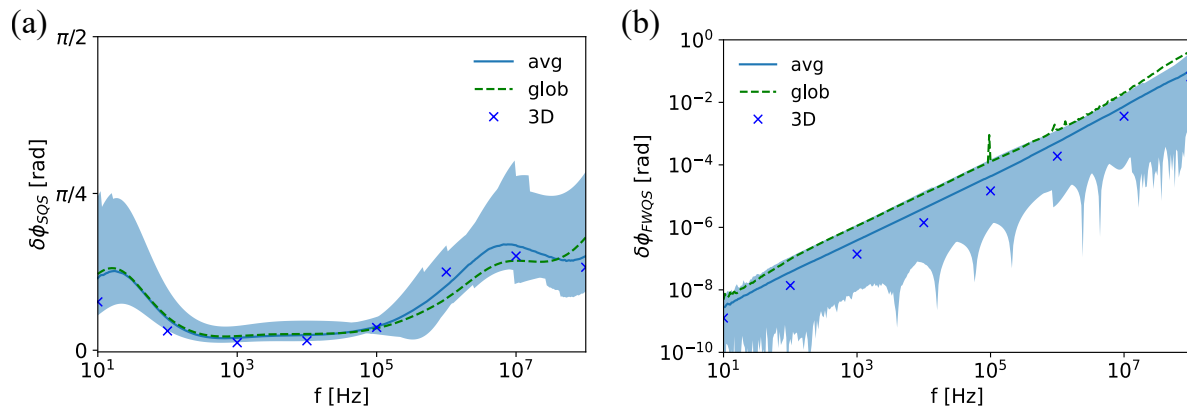 (a)
π/2
π/4
0
δϕ_SQS [rad]
avg
glob
3D
10^1
10^3
10^5
10^7
f [Hz]
(b)
10^0
10^-2
10^-4
10^-6
10^-8
10^-10
δϕ_FWQS [rad]
avg
glob
3D
10^1
10^3
10^5
10^7
f [Hz]